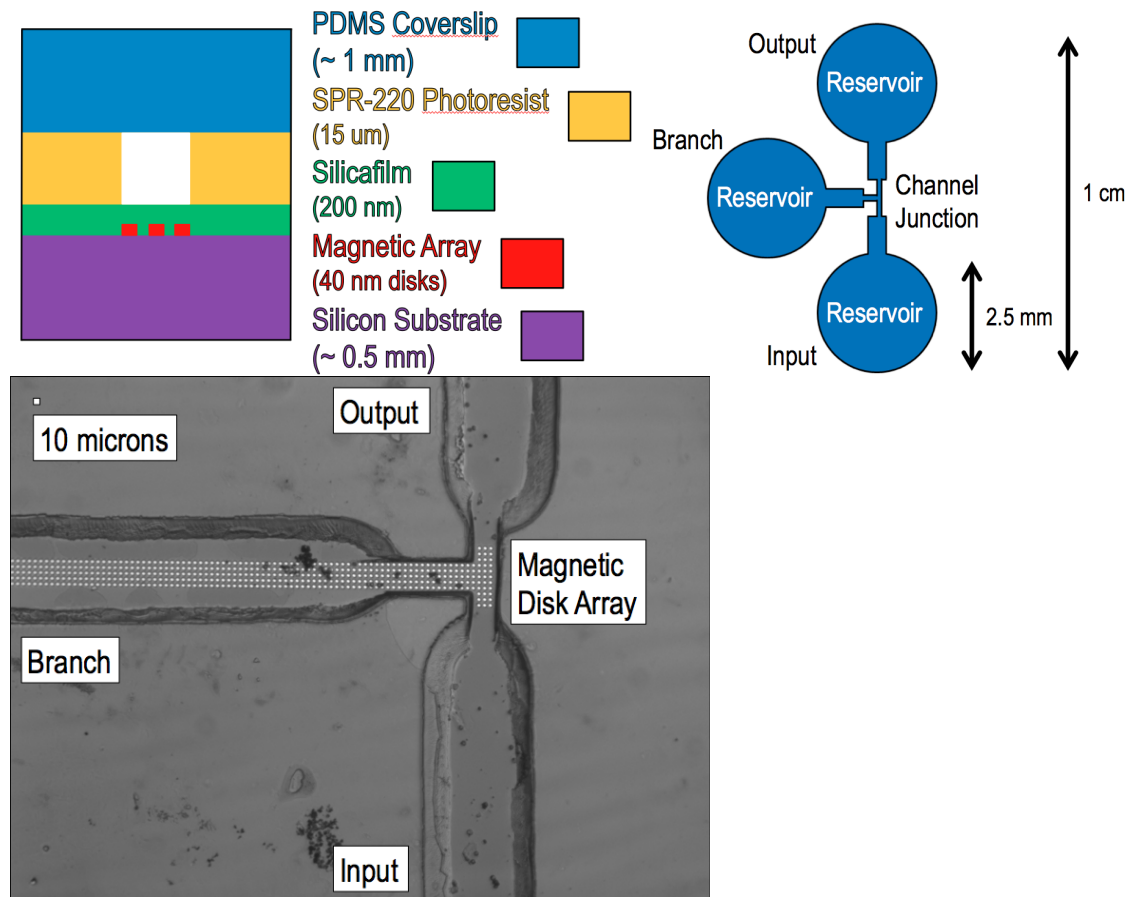 PDMS Coverslip
(~ 1 mm)
SPR-220 Photoresist
(15 um)
Silicafilm
(200 nm)
Magnetic Array
(40 nm disks)
Silicon Substrate
(~ 0.5 mm)
Output
Reservoir
Branch
Reservoir
Channel
Junction
1 cm
Reservoir
2.5 mm
Input
10 microns
Output
Magnetic
Disk Array
Branch
Input